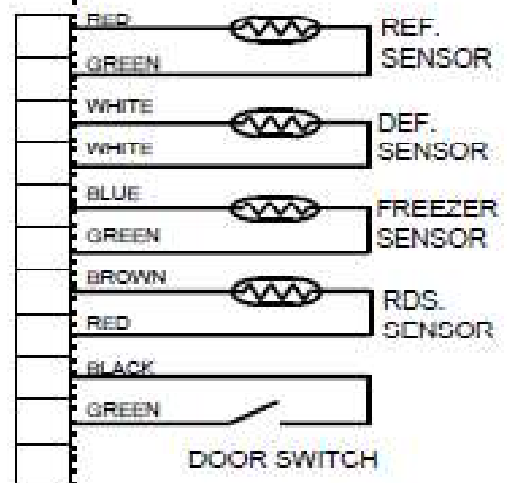 RED
REF.
GREEN
SENSOR
WHITE
DEF.
WHITE
SENSOR
BLUE
FREEZER
GREEN
SENSOR
BROWN
RDS.
RED
SENSOR
BLACK
GREEN
DOOR SWITCH